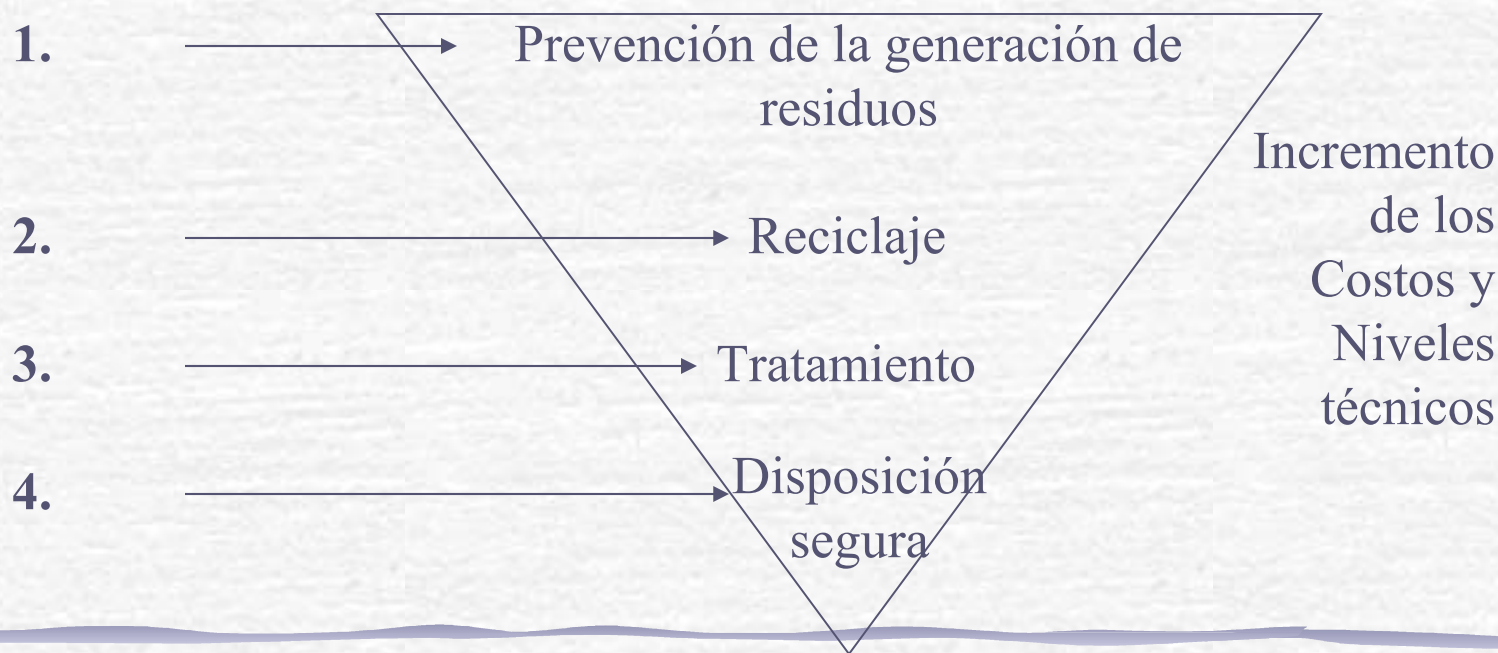 1.
Prevención de la generación de
residuos
2.
Reciclaje
3.
Tratamiento
4.
Disposición
segura
Incremento
de los
Costos y
Niveles
técnicos